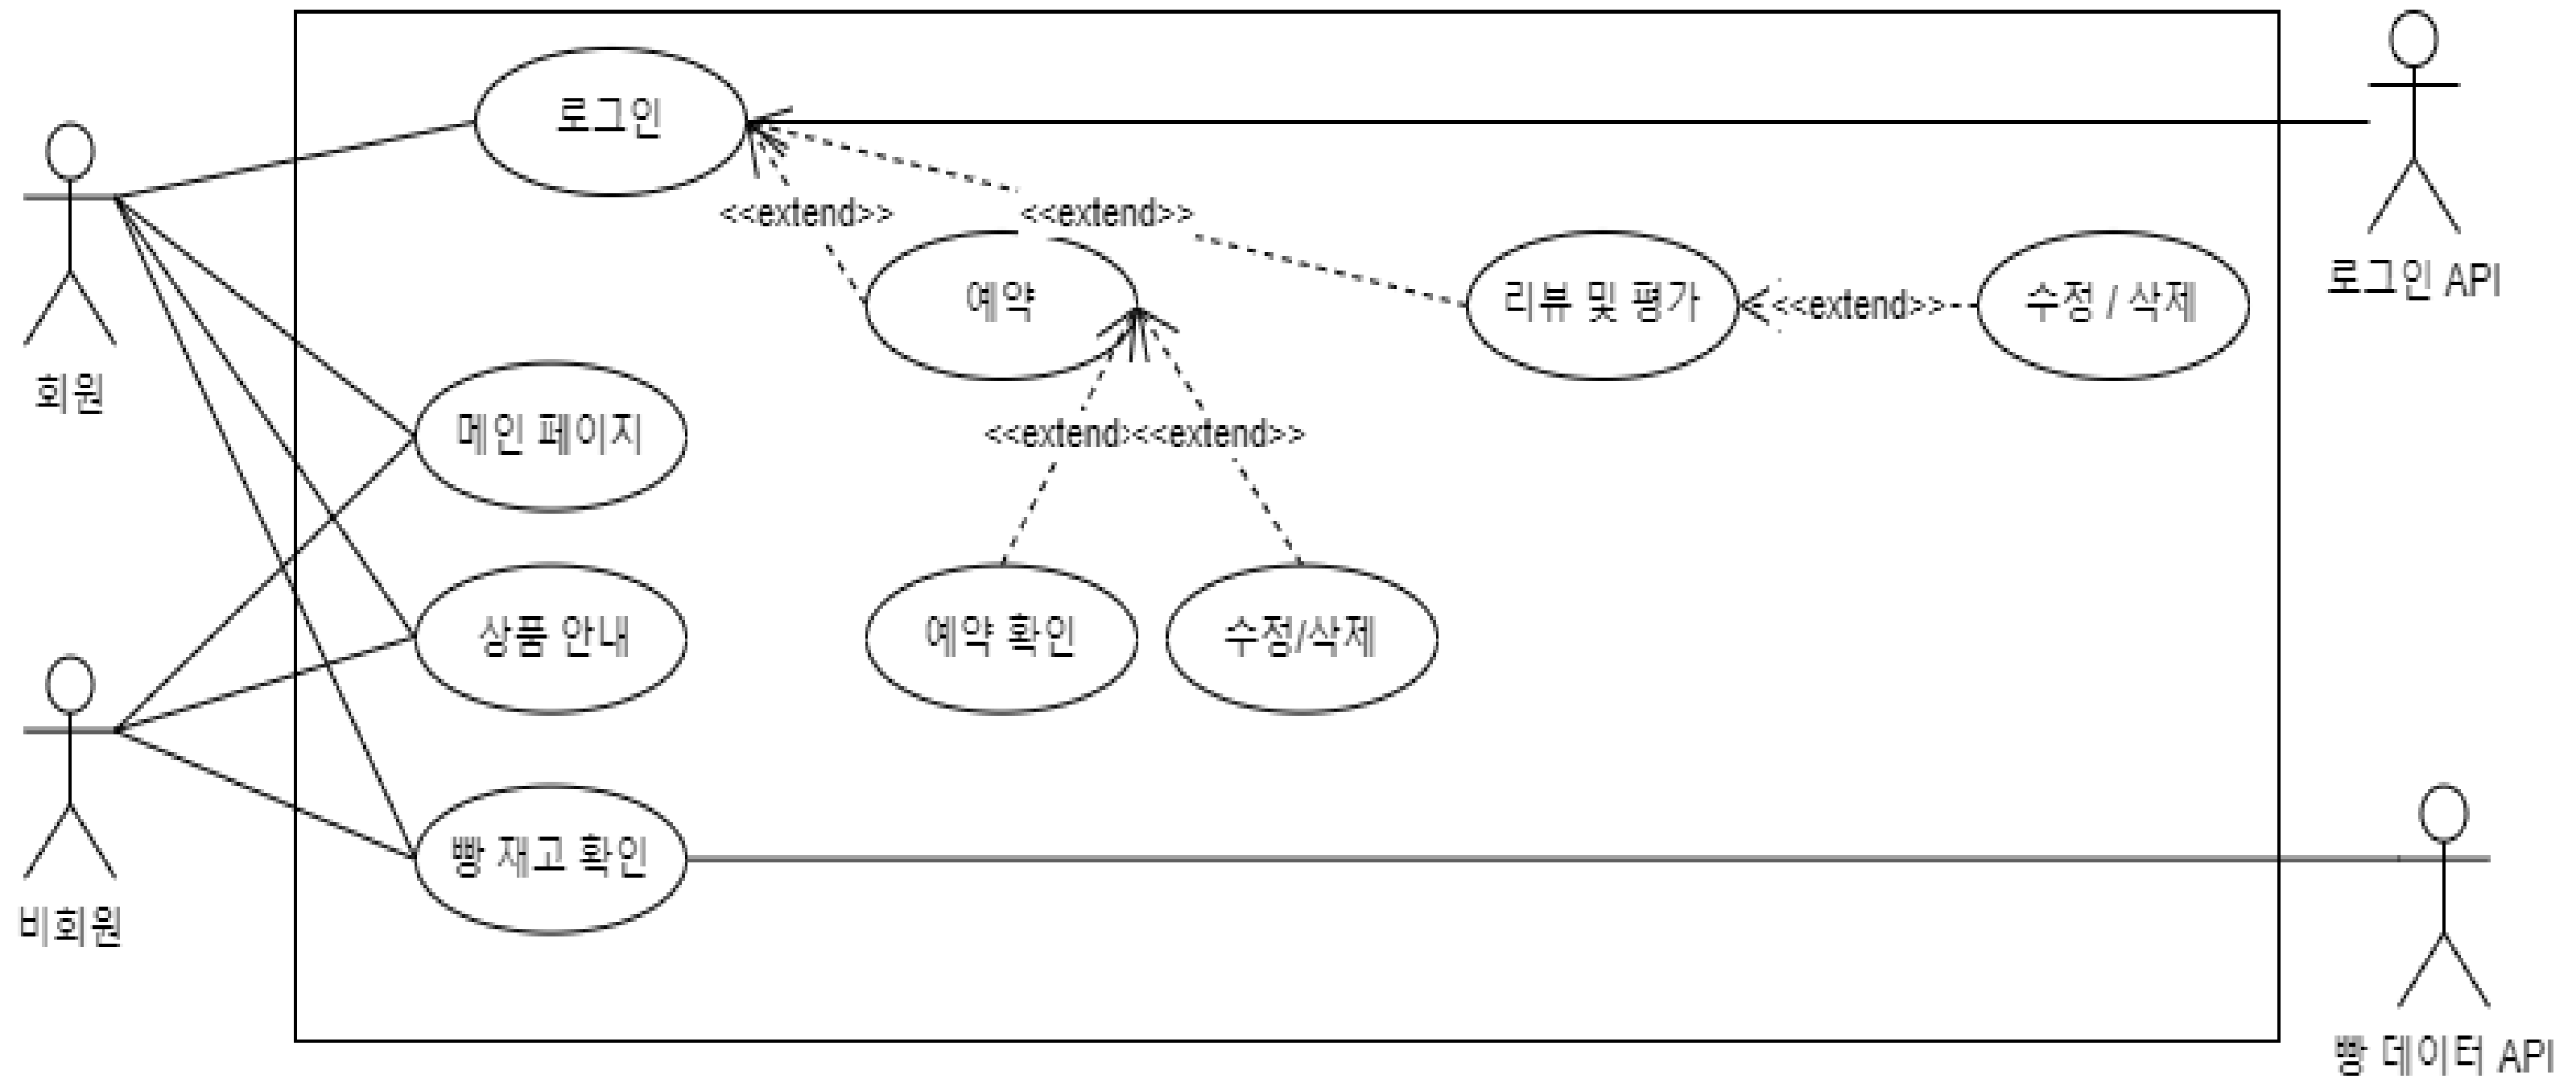 로그인
<<extend>>
<<extend>>
예약
리뷰 및 평가
<<extend>>
수정 / 삭제
로그인 API
회원
메인 페이지
<<extend>
<<extend>>
상품 안내
예약 확인
수정/삭제
빵 재고 확인
비회원
빵 데이터 API